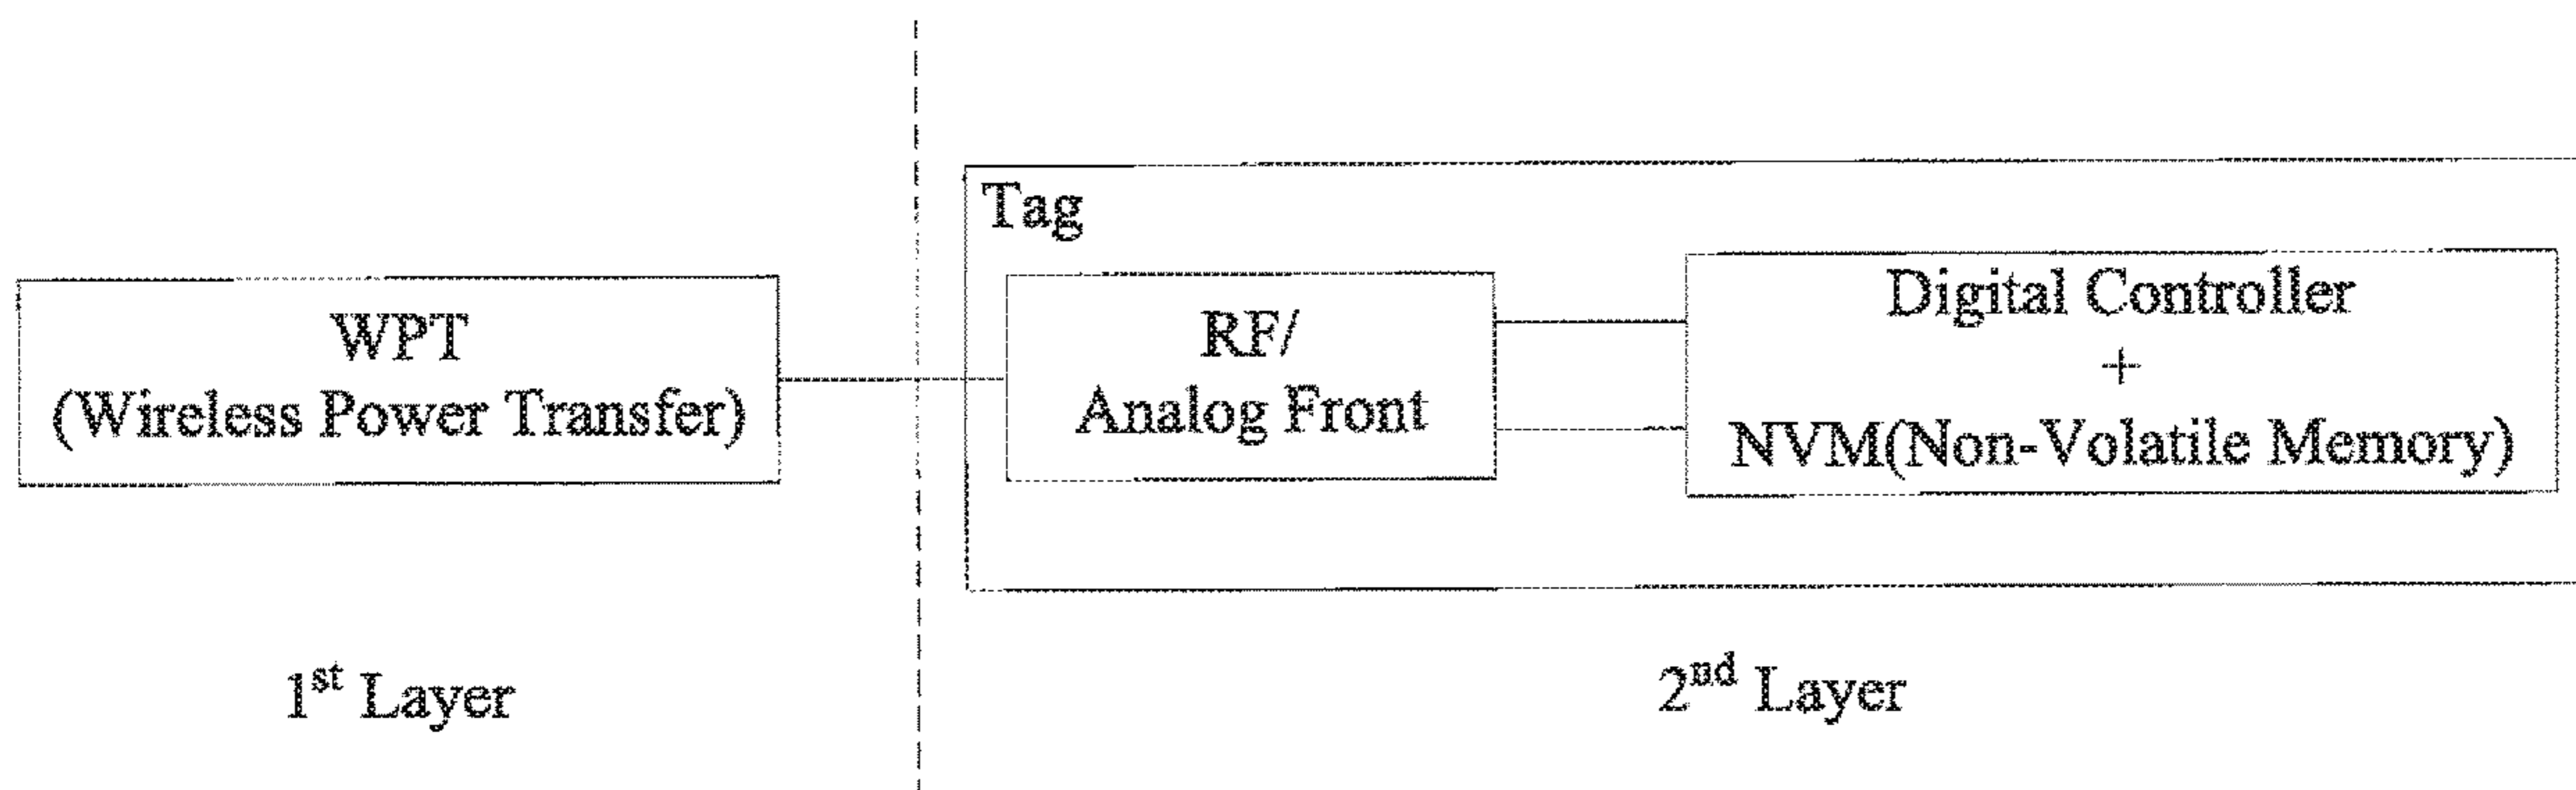 Tag
WPT
(Wireless Power Transfer)
RF/
Analog Front
Digital Controller
+
NVM(Non-Volatile Memory)
1st Layer
2nd Layer